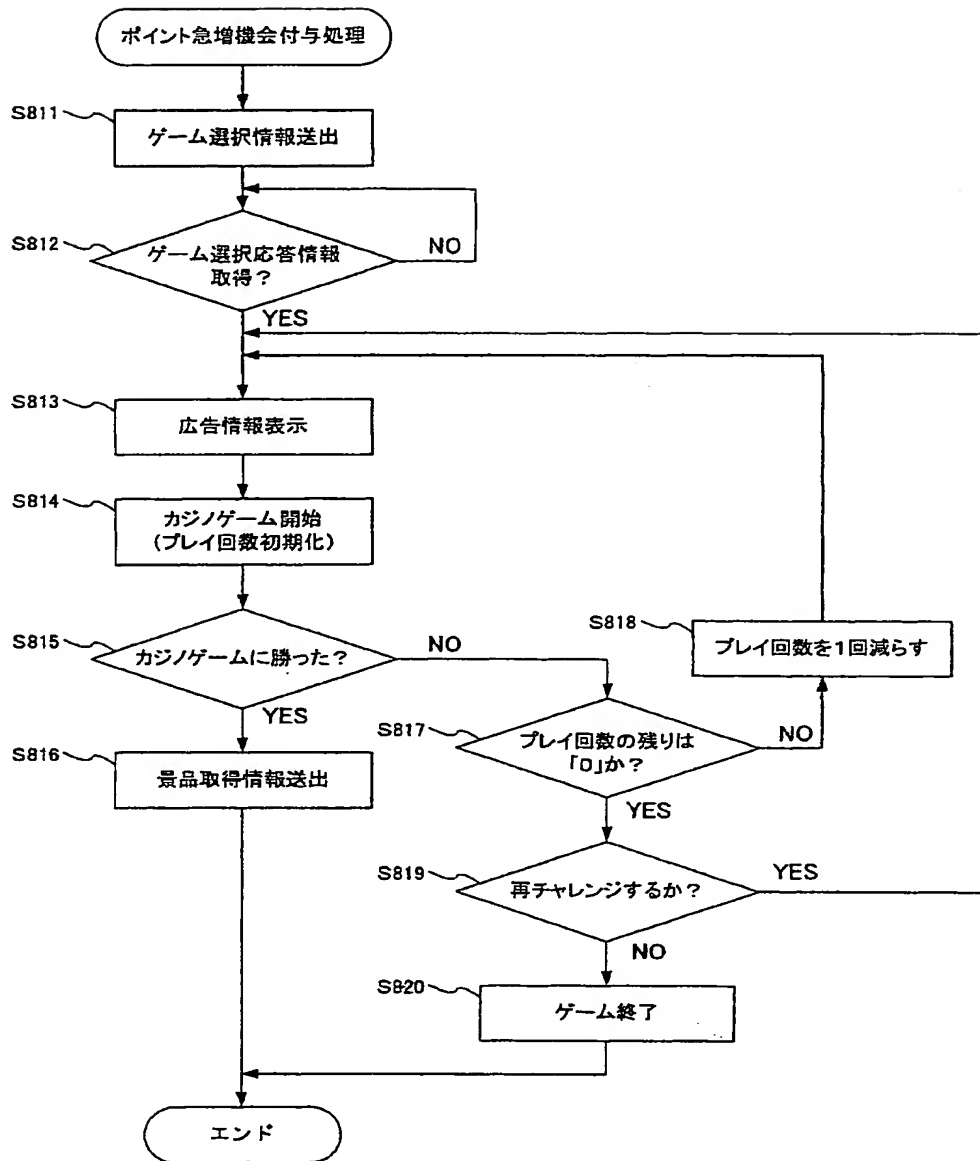 ポイント急増機会付与処理
S811
ゲーム選択情報送出
S812
ゲーム選択応答情報
取得？
NO
YES
S813
広告情報表示
S814
カジノゲーム開始
(プレイ回数初期化)
S815
カジノゲームに勝った？
NO
YES
S816
景品取得情報送出
S817
プレイ回数の残りは
「0」か？
NO
YES
S818
プレイ回数を1回減らす
S819
再チャレンジするか？
YES
NO
S820
ゲーム終了
エンド